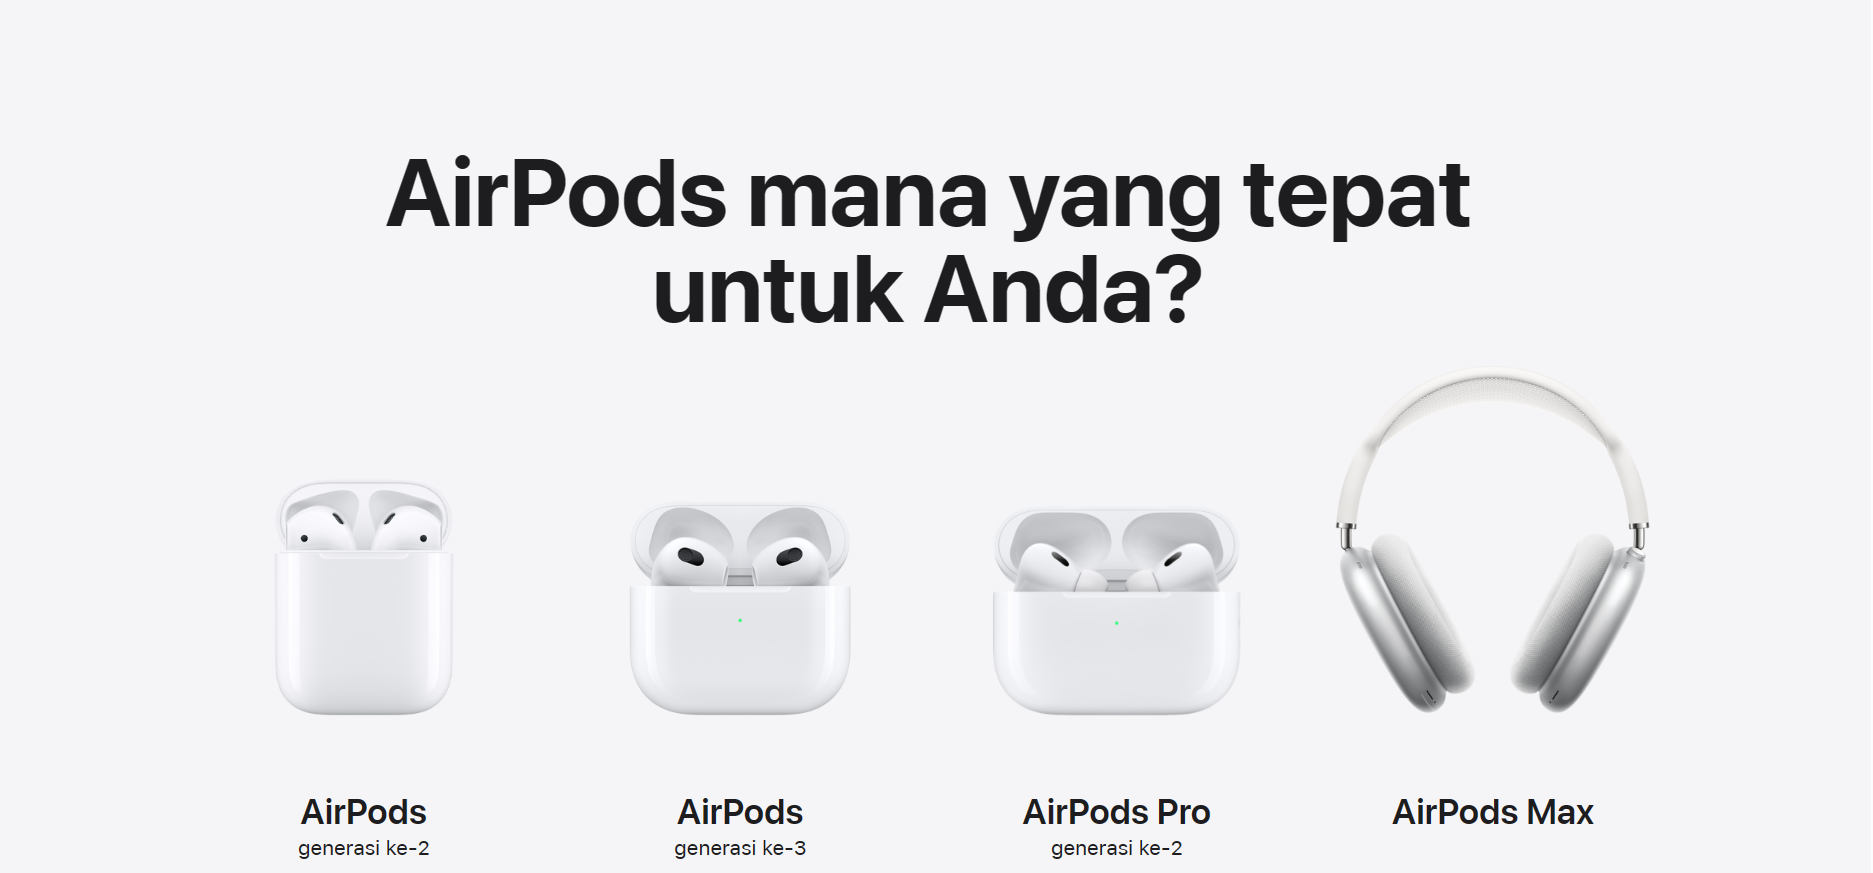 AirPods mana yang tepat
untuk Anda?
AirPods
generasi ke-2
AirPods
generasi ke-3
AirPods Pro
generasi ke-2
AirPods Max